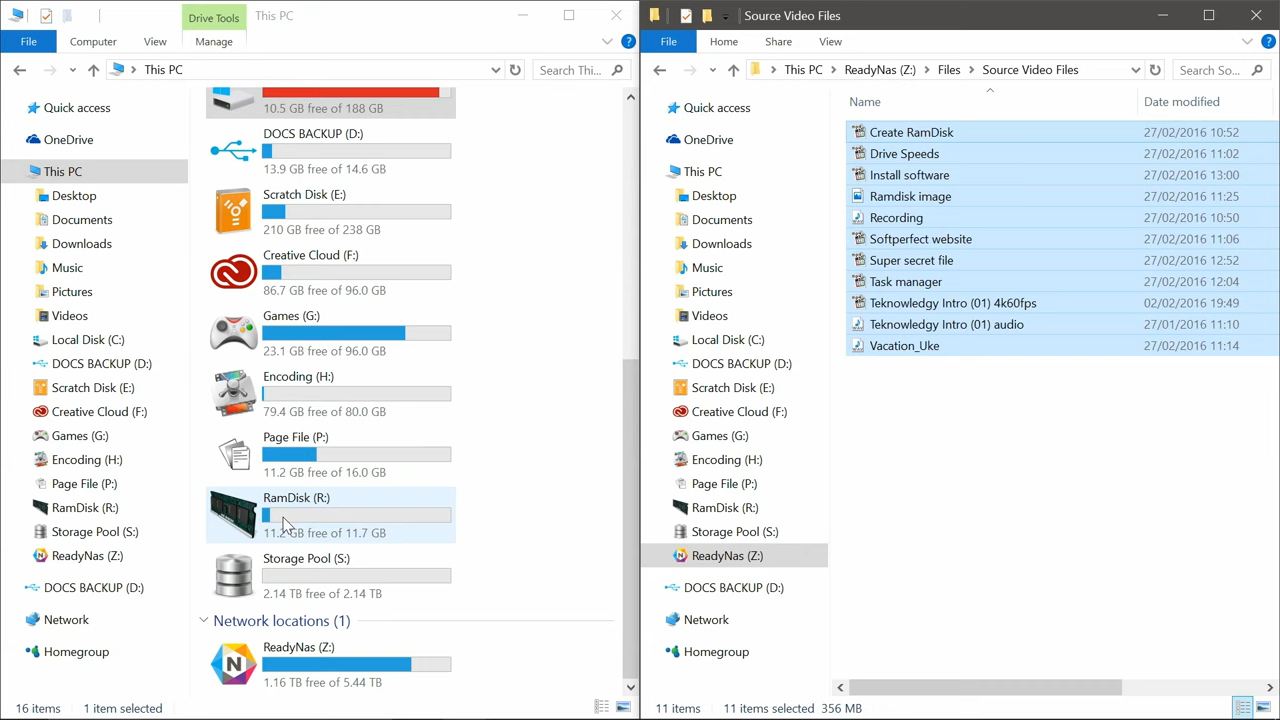 Drive Tools
This PC
File
Computer
View
Manage
This PC
Search Thi...
Quick access
OneDrive
This PC
Desktop
Documents
Downloads
Music
Pictures
Videos
Local Disk (C:)
DOCS BACKUP (D:)
Scratch Disk (E:)
Creative Cloud (F:)
Games (G:)
Encoding (H:)
Page File (P:)
RamDisk (R:)
Storage Pool (S:)
ReadyNas (Z:)
DOCS BACKUP (D:)
Network
Homegroup
10.5 GB free of 188 GB
DOCS BACKUP (D:)
13.9 GB free of 14.6 GB
Scratch Disk (E:)
210 GB free of 238 GB
Creative Cloud (F:)
86.7 GB free of 96.0 GB
Games (G:)
23.1 GB free of 96.0 GB
Encoding (H:)
79.4 GB free of 80.0 GB
Page File (P:)
11.2 GB free of 16.0 GB
RamDisk (R:)
11.2 GB free of 11.7 GB
Storage Pool (S:)
2.14 TB free of 2.14 TB
Network locations (1)
ReadyNas (Z:)
1.16 TB free of 5.44 TB
16 items
1 item selected
Source Video Files
File
Home
Share
View
This PC
ReadyNas (Z:)
Files
Source Video Files
Search So...
Quick access
OneDrive
This PC
Desktop
Documents
Downloads
Music
Pictures
Videos
Local Disk (C:)
DOCS BACKUP (D:)
Scratch Disk (E:)
Creative Cloud (F:)
Games (G:)
Encoding (H:)
Page File (P:)
RamDisk (R:)
Storage Pool (S:)
ReadyNas (Z:)
DOCS BACKUP (D:)
Network
Homegroup
Name Date modified
Create RamDisk 27/02/2016 10:52
Drive Speeds 27/02/2016 11:02
Install software 27/02/2016 13:00
Ramdisk image 27/02/2016 11:25
Recording 27/02/2016 10:50
Softperfect website 27/02/2016 11:06
Super secret file 27/02/2016 12:52
Task manager 27/02/2016 12:04
Teknowledgy Intro (01) 4k60fps 02/02/2016 19:49
Teknowledgy Intro (01) audio 27/02/2016 11:10
Vacation_Uke 27/02/2016 11:14
11 items
11 items selected 356 MB